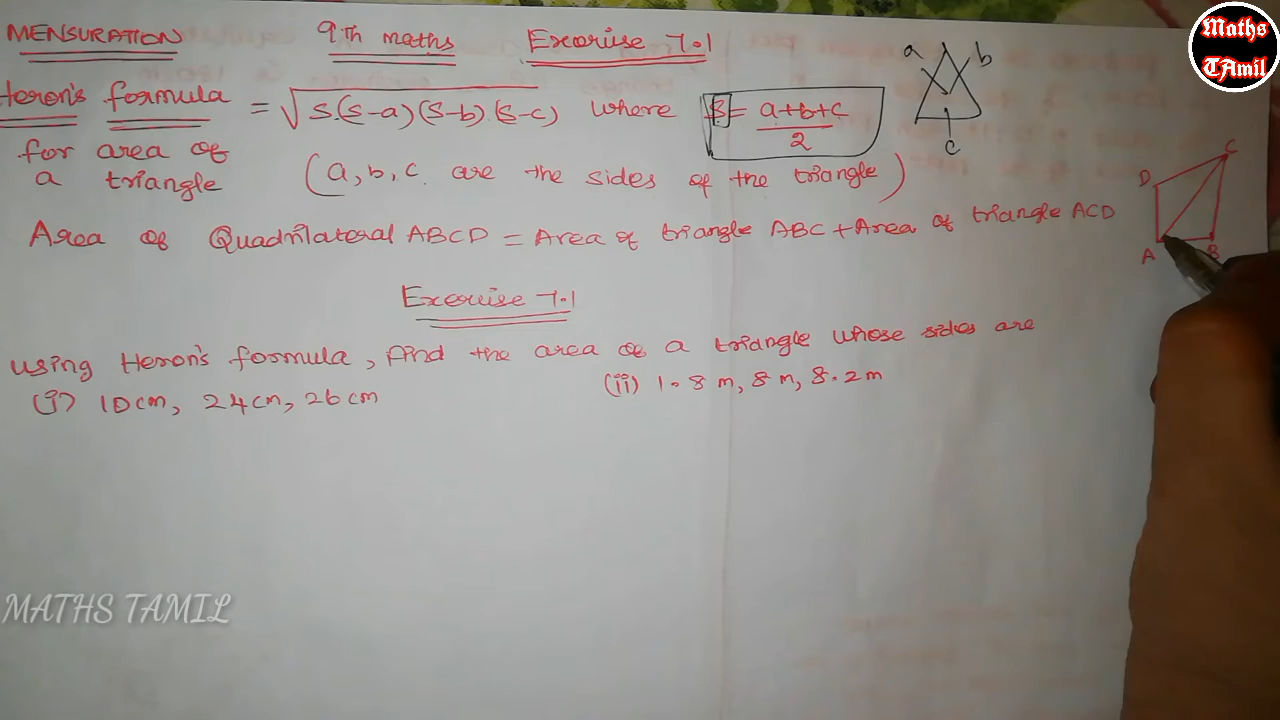 MENSURATION 9th maths Exercise 7.1
Heron's formula = √s.(s-a)(s-b)(s-c) where s = a+b+c
2
for area of
a triangle (a, b, c. are the sides of the triangle)
a b
c
Area of Quadrilateral ABCD = Area of triangle ABC + Area of triangle ACD
D C
A B
Exercise 7.1
using Heron's formula, find the area of a triangle whose sides are
(i) 10cm, 24cm, 26cm (ii) 1.8 m, 8 m, 8.2 m
MATHS TAMIL
Maths
TAmil